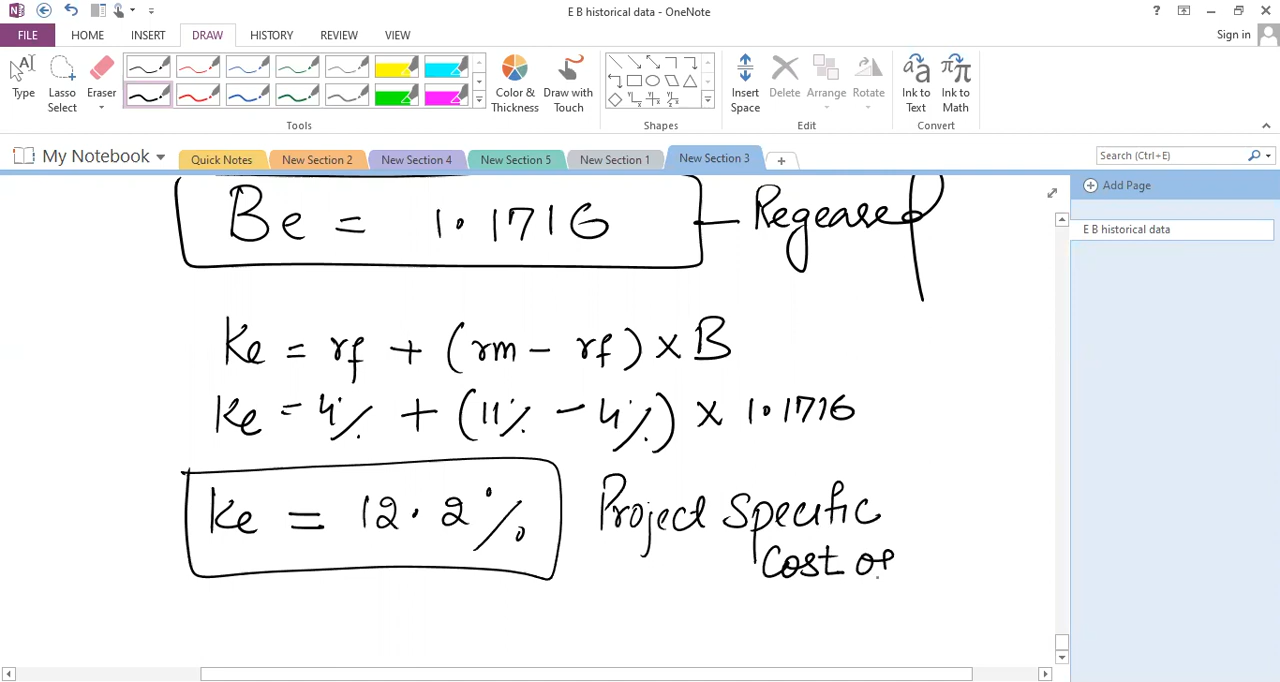 E B historical data - OneNote
Sign in
FILE HOME INSERT DRAW HISTORY REVIEW VIEW
Type
Lasso Select
Eraser
Color & Thickness
Draw with Touch
Insert Space
Delete
Arrange
Rotate
Ink to Text
Ink to Math
Tools Shapes Edit Convert
My Notebook Quick Notes New Section 2 New Section 4 New Section 5 New Section 1 New Section 3
Search (Ctrl+E)
Add Page
E B historical data
Be = 1.1716 - Regeared
Ke = rf + (rm - rf) × B
Ke = 4% + (11% - 4%) × 1.1716
Ke = 12.2% Project Specific
Cost of